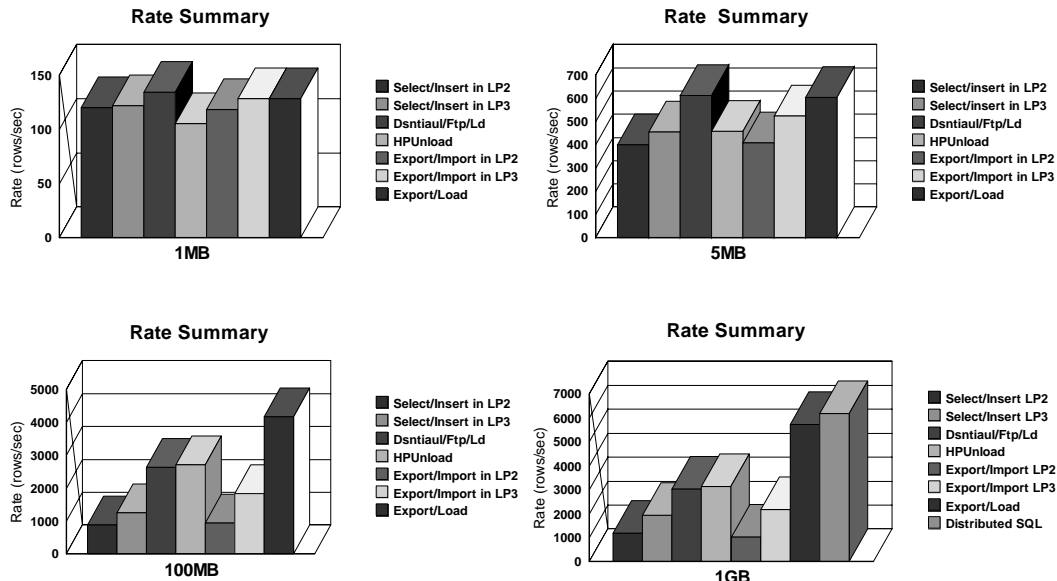 Rate Summary
Rate (rows/sec)
150
100
50
0
1MB
Select/Insert in LP2
Select/Insert in LP3
Dsntiaul/Ftp/Ld
HPUnload
Export/Import in LP2
Export/Import in LP3
Export/Load
Rate Summary
Rate (rows/sec)
700
600
500
400
300
200
100
0
5MB
Select/insert in LP2
Select/insert in LP3
Dsntiaul/Ftp/Ld
HPUnload
Export/Import in LP2
Export/Import in LP3
Export/Load
Rate Summary
Rate (rows/sec)
5000
4000
3000
2000
1000
0
100MB
Select/Insert in LP2
Select/Insert in LP3
Dsntiaul/Ftp/Ld
HPUnload
Export/Import in LP2
Export/Import in LP3
Export/Load
Rate Summary
Rate (rows/sec)
7000
6000
5000
4000
3000
2000
1000
0
1GB
Select/Insert LP2
Select/Insert LP3
Dsntiaul/Ftp/Ld
HPUnload
Export/Import LP2
Export/Import LP3
Export/Load
Distributed SQL